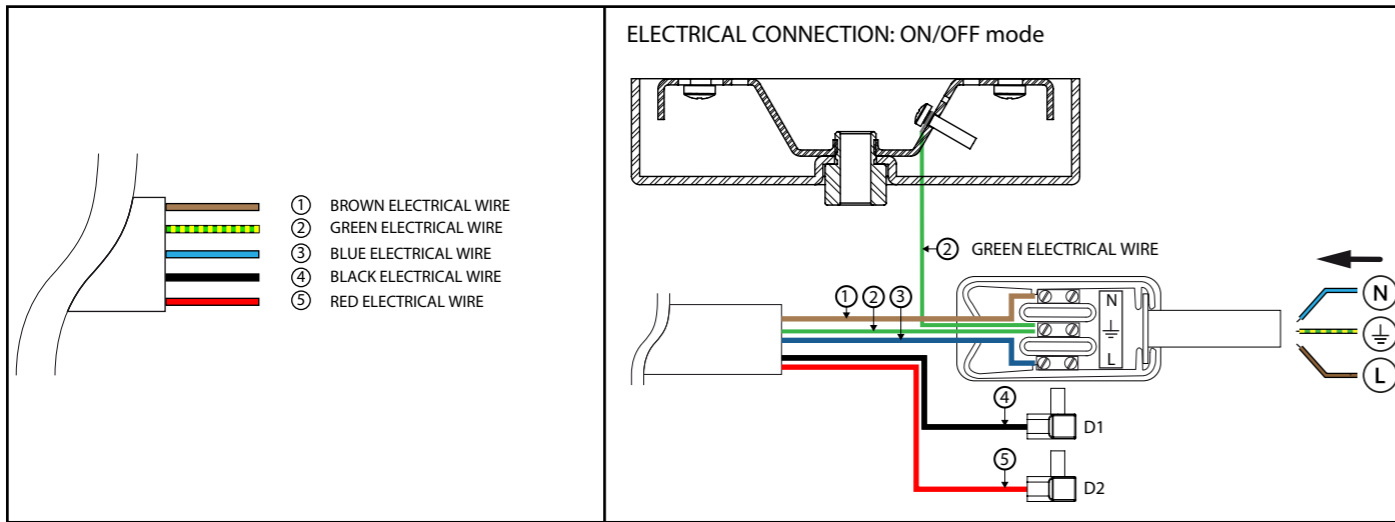 ① BROWN ELECTRICAL WIRE
② GREEN ELECTRICAL WIRE
③ BLUE ELECTRICAL WIRE
④ BLACK ELECTRICAL WIRE
⑤ RED ELECTRICAL WIRE
ELECTRICAL CONNECTION: ON/OFF mode
② GREEN ELECTRICAL WIRE
① ② ③
N
L
N
L
④
D1
⑤
D2